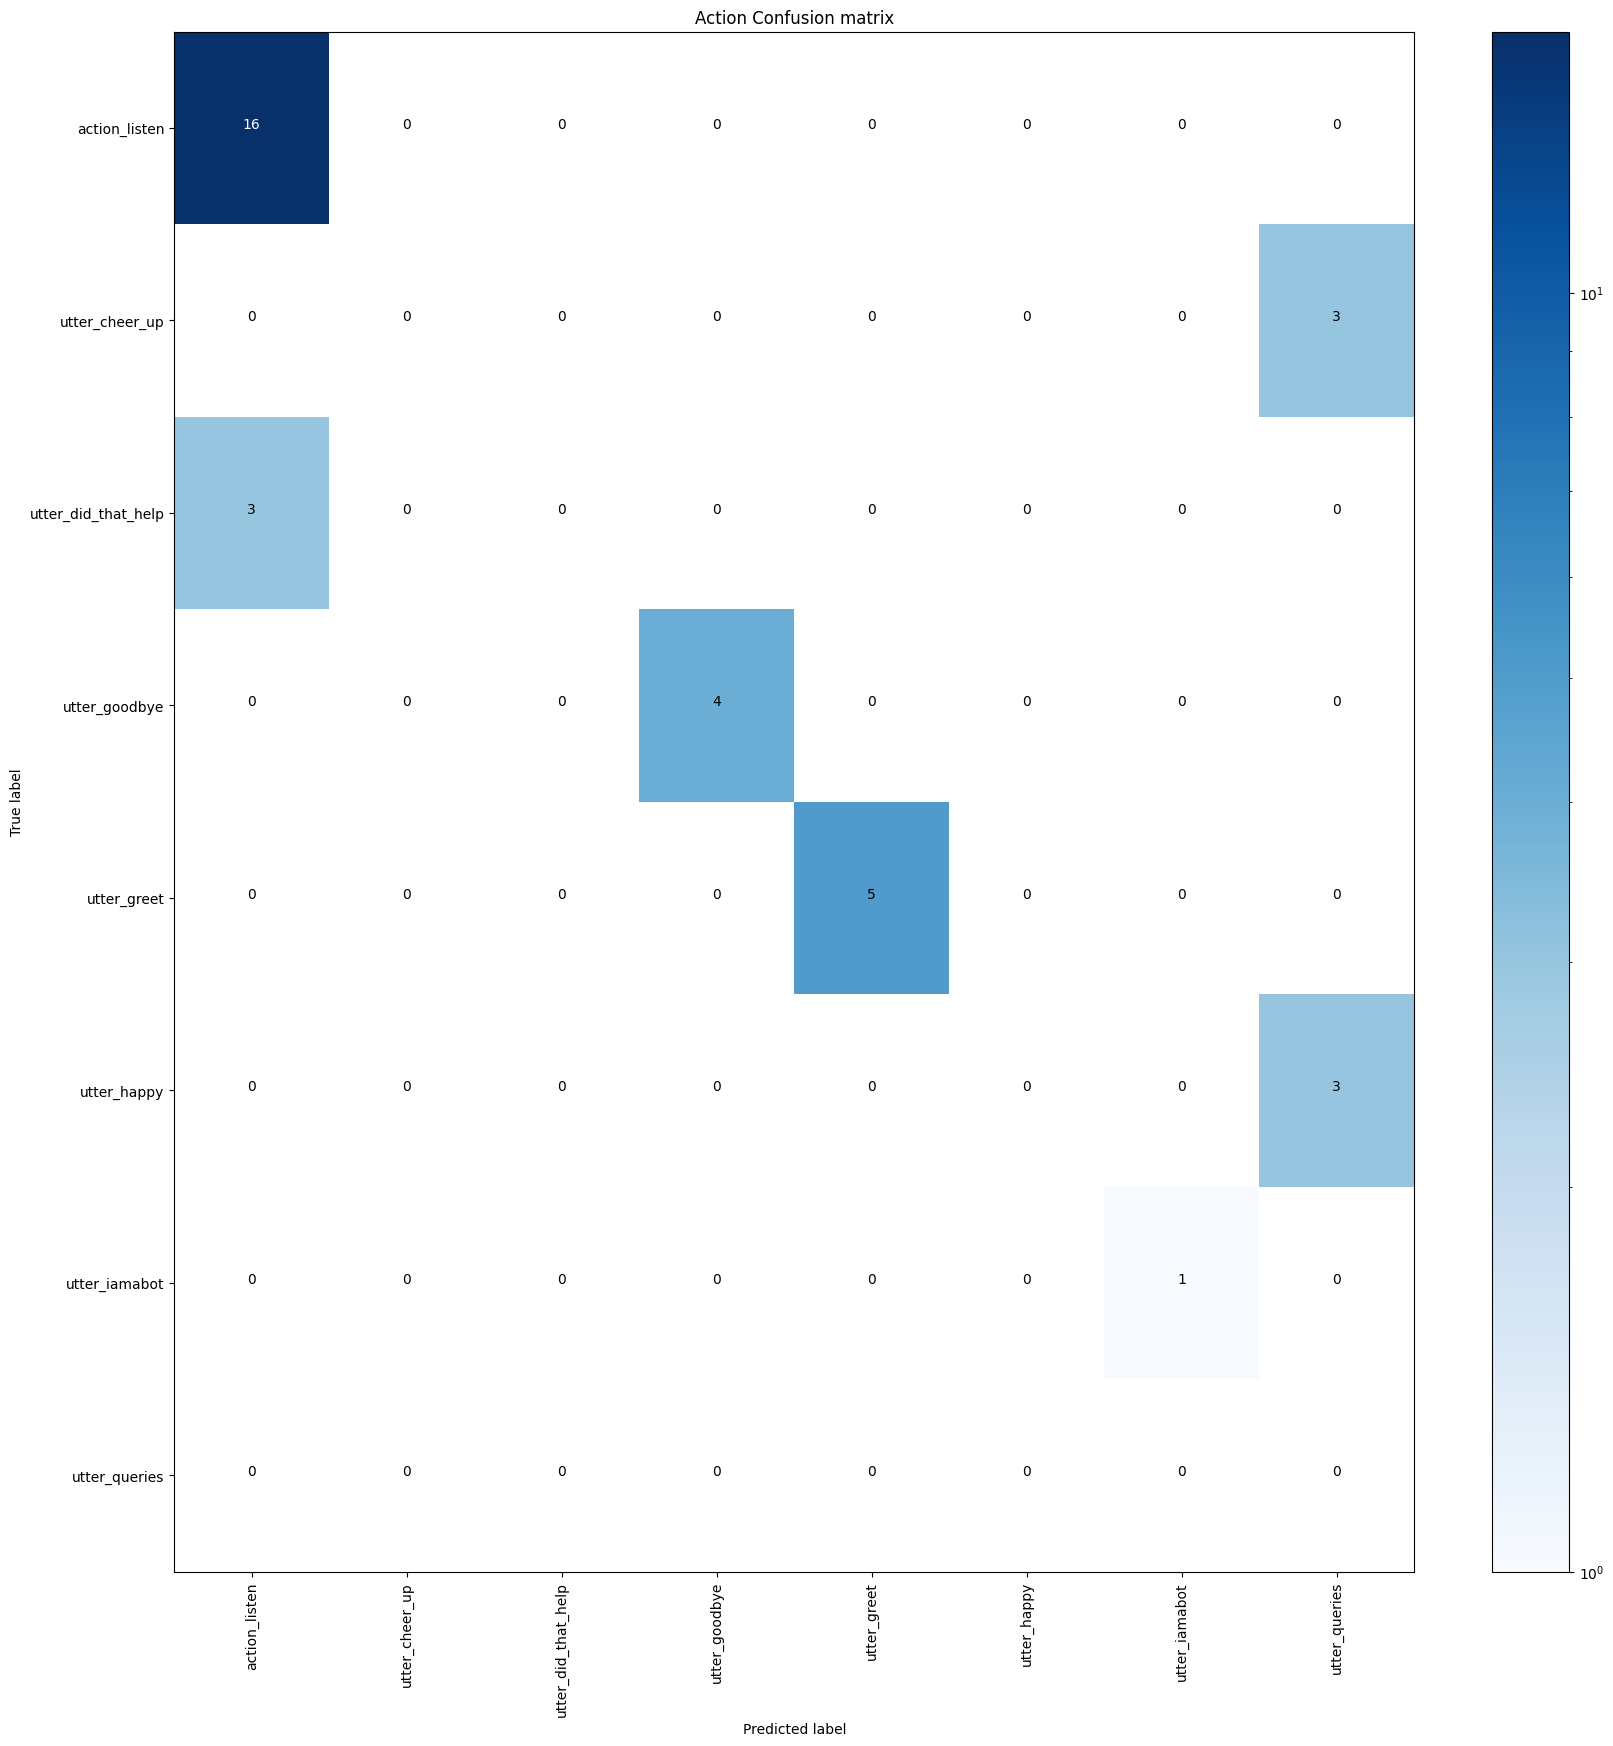 Action Confusion matrix
action_listen 16 0 0 0 0 0 0 0
utter_cheer_up 0 0 0 0 0 0 0 3
utter_did_that_help 3 0 0 0 0 0 0 0
utter_goodbye 0 0 0 4 0 0 0 0
utter_greet 0 0 0 0 5 0 0 0
utter_happy 0 0 0 0 0 0 0 3
utter_iamabot 0 0 0 0 0 0 1 0
utter_queries 0 0 0 0 0 0 0 0
True label
action_listen
utter_cheer_up
utter_did_that_help
utter_goodbye
utter_greet
utter_happy
utter_iamabot
utter_queries
Predicted label
10¹
10⁰